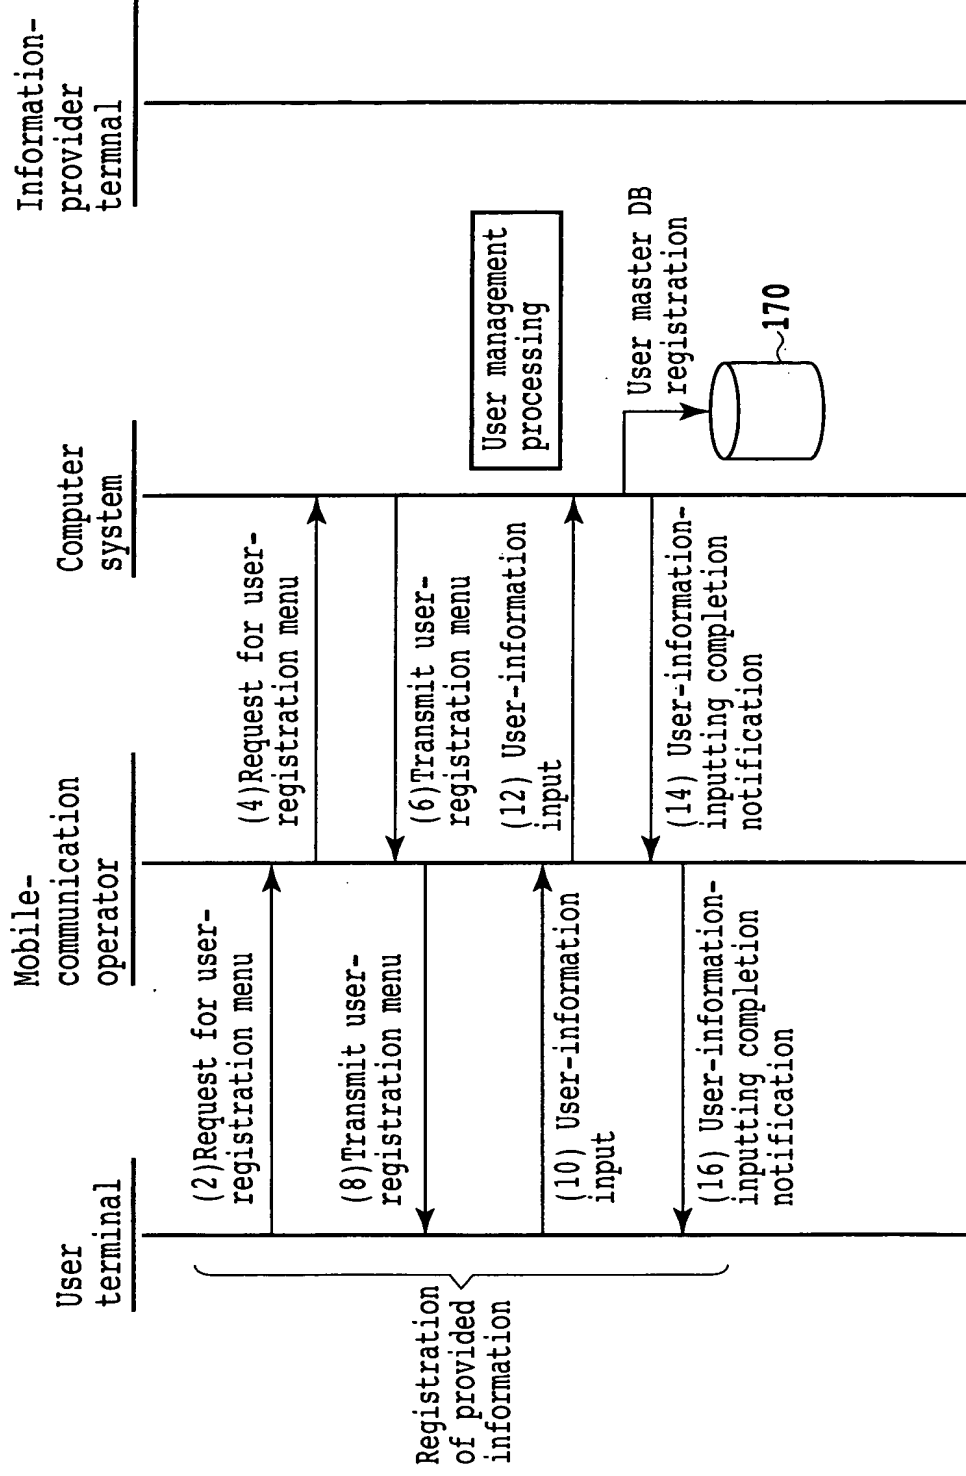 User
terminal
Mobile-
communication
operator
Computer
system
Information-
provider
termnal
Registration
of provided
information
(2)Request for user-
registration menu
(4)Request for user-
registration menu
(6)Transmit user-
registration menu
(8)Transmit user-
registration menu
(10) User-information
input
(12) User-information
input
User management
processing
User master DB
registration
170
(14) User-information-
inputting completion
notification
(16) User-information-
inputting completion
notification